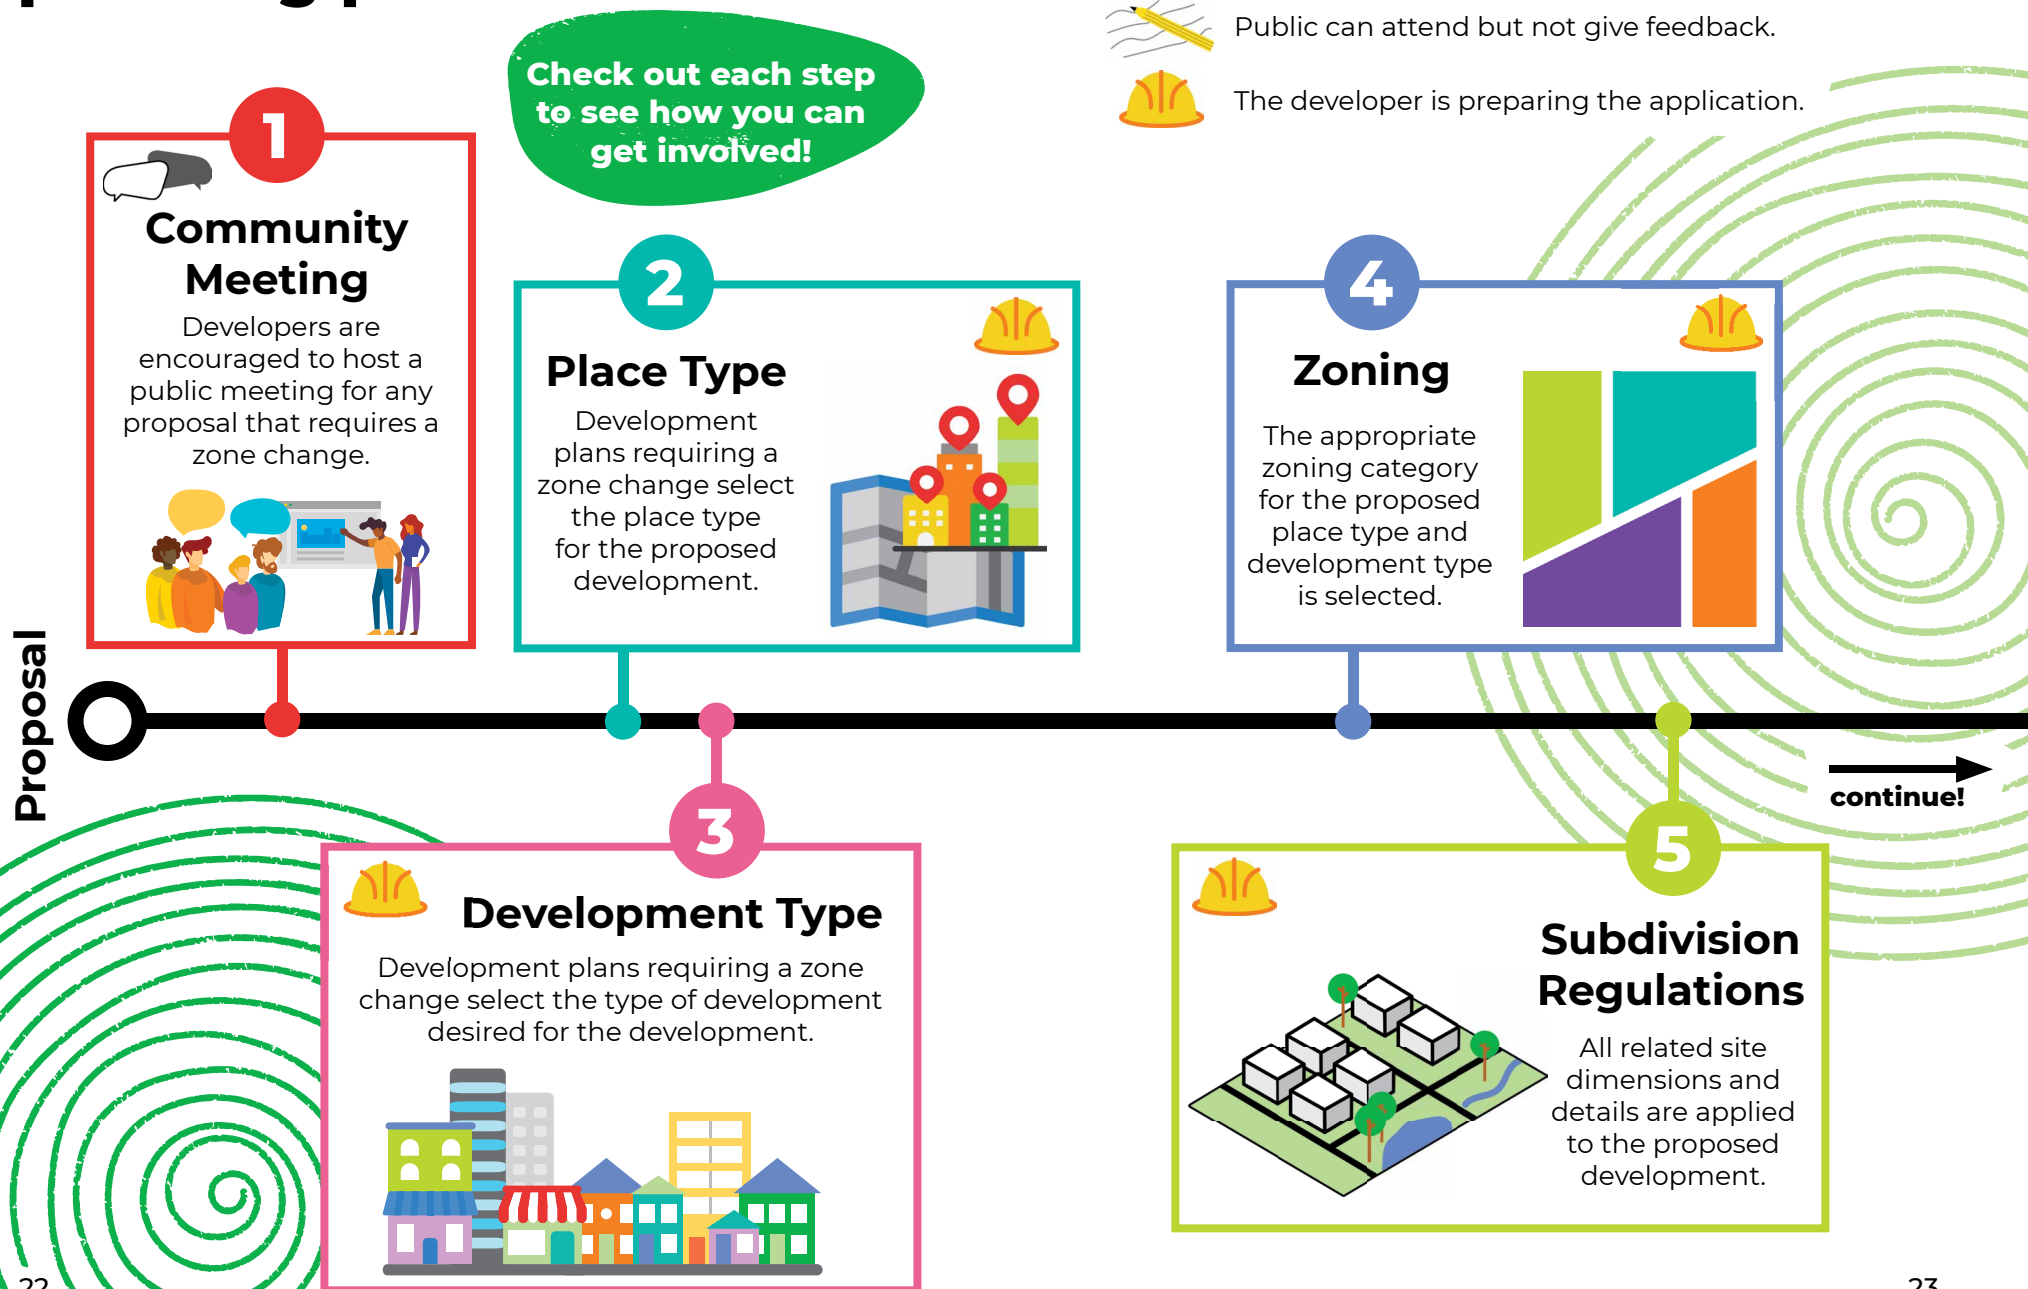 Check out each step
to see how you can
get involved!
Public can attend but not give feedback.
The developer is preparing the application.
1
Community
Meeting
Developers are
encouraged to host a
public meeting for any
proposal that requires a
zone change.
2
Place Type
Development
plans requiring a
zone change select
the place type
for the proposed
development.
4
Zoning
The appropriate
zoning category
for the proposed
place type and
development type
is selected.
Proposal
continue!
3
Development Type
Development plans requiring a zone
change select the type of development
desired for the development.
5
Subdivision
Regulations
All related site
dimensions and
details are applied
to the proposed
development.
22
23